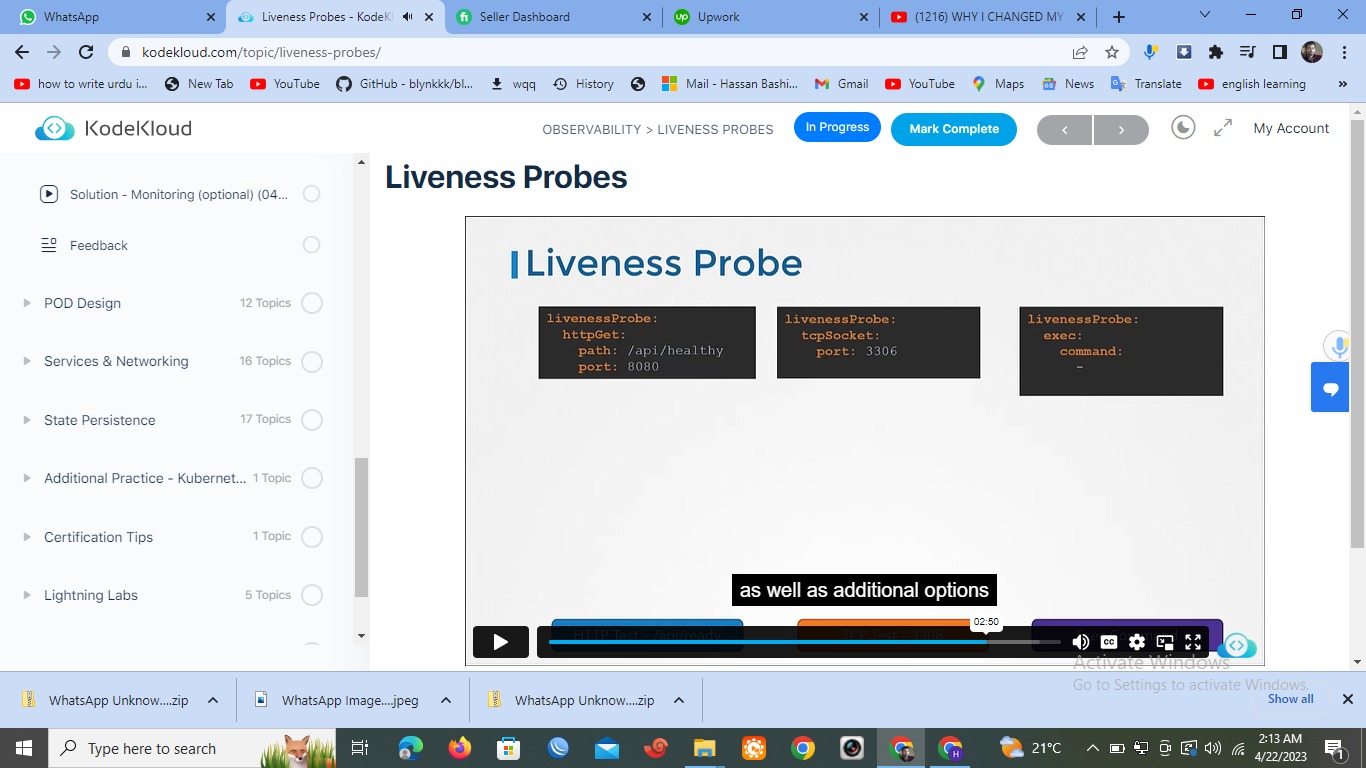 WhatsApp
Liveness Probes - KodeKl
Seller Dashboard
Upwork
(1216) WHY I CHANGED MY
kodekloud.com/topic/liveness-probes/
how to write urdu i...
New Tab
YouTube
GitHub - blynkkk/bl...
wqq
History
Mail - Hassan Bashi...
Gmail
YouTube
Maps
News
Translate
english learning
»
KodeKloud
OBSERVABILITY > LIVENESS PROBES
In Progress
Mark Complete
My Account
Solution - Monitoring (optional) (04...
Feedback
POD Design 12 Topics
Services & Networking 16 Topics
State Persistence 17 Topics
Additional Practice - Kubernet... 1 Topic
Certification Tips 1 Topic
Lightning Labs 5 Topics
Liveness Probes
Liveness Probe
livenessProbe:
httpGet:
path: /api/healthy
port: 8080
livenessProbe:
tcpSocket:
port: 3306
livenessProbe:
exec:
command:
-
as well as additional options
02:50
HTTP Test - /api/ready
TCP Test - 3306
CC
Activate Windows
Go to Settings to activate Windows.
WhatsApp Unknow....zip
WhatsApp Image....jpeg
WhatsApp Unknow....zip
Show all
Type here to search
H
21°C
2:13 AM
4/22/2023
1